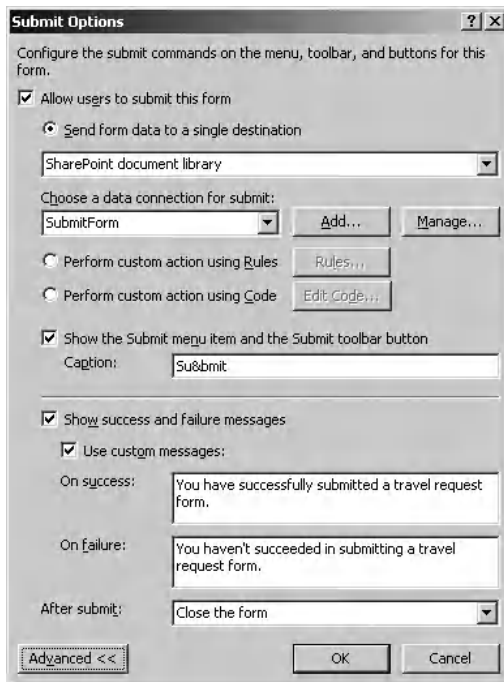 Submit Options
Configure the submit commands on the menu, toolbar, and buttons for this
form.
Allow users to submit this form
Send form data to a single destination
SharePoint document library
Choose a data connection for submit:
SubmitForm
Add...
Manage...
Perform custom action using Rules
Rules...
Perform custom action using Code
Edit Code...
Show the Submit menu item and the Submit toolbar button
Caption:
Su&bmit
Show success and failure messages
Use custom messages:
On success:
You have successfully submitted a travel request
form.
On failure:
You haven't succeeded in submitting a travel
request form.
After submit:
Close the form
Advanced <<
OK
Cancel